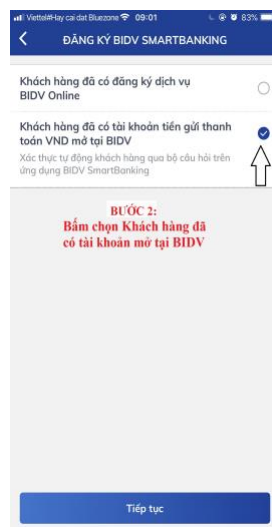 Viettel#Hay cai dat Bluezone 09:01 83%
ĐĂNG KÝ BIDV SMARTBANKING
Khách hàng đã có đăng ký dịch vụ
BIDV Online
Khách hàng đã có tài khoản tiền gửi thanh
toán VND mở tại BIDV
Xác thực tự động khách hàng qua bộ câu hỏi trên
ứng dụng BIDV SmartBanking
BƯỚC 2:
Bấm chọn Khách hàng đã
có tài khoản mở tại BIDV
Tiếp tục